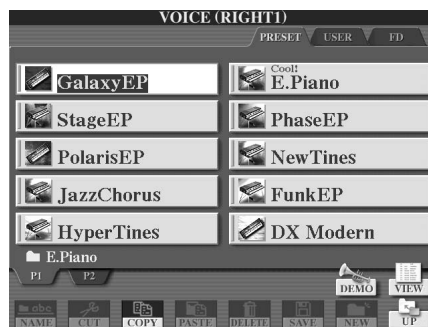 VOICE (RIGHT1)
PRESET USER FD
GalaxyEP
Cool!
E.Piano
StageEP
PhaseEP
PolarisEP
NewTines
JazzChorus
FunkEP
HyperTines
DX Modern
E.Piano
P1 P2
DEMO VIEW
abc
NAME CUT COPY PASTE DELETE SAVE NEW UP